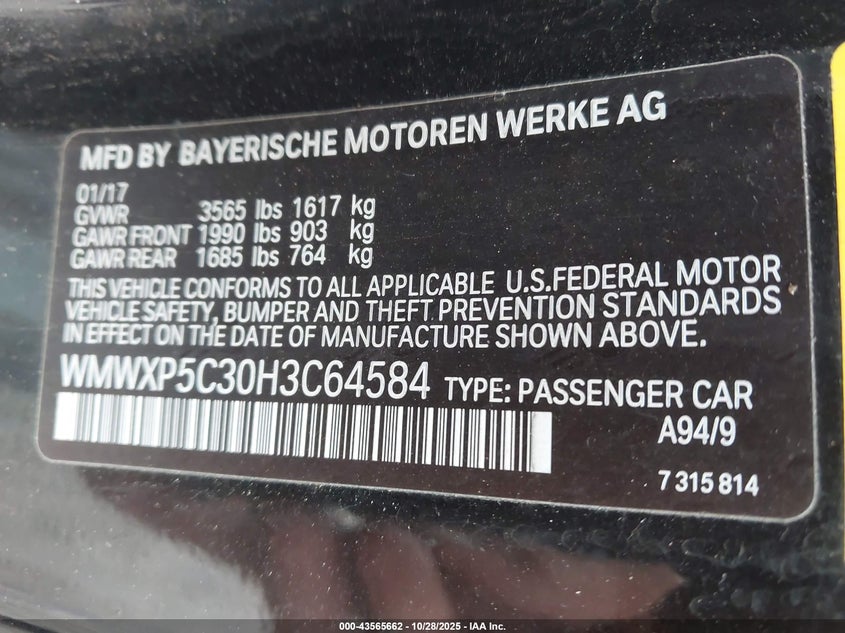 MFD BY BAYERISCHE MOTOREN WERKE AG
01/17
GVWR 3565 lbs 1617 kg
GAWR FRONT 1990 lbs 903 kg
GAWR REAR 1685 lbs 764 kg
THIS VEHICLE CONFORMS TO ALL APPLICABLE U.S.FEDERAL MOTOR
VEHICLE SAFETY, BUMPER AND THEFT PREVENTION STANDARDS
IN EFFECT ON THE DATE OF MANUFACTURE SHOWN ABOVE.
WMWXP5C30H3C64584 TYPE: PASSENGER CAR
A94/9
7 315 814
000-43565662 | 10/28/2025 - IAA Inc.